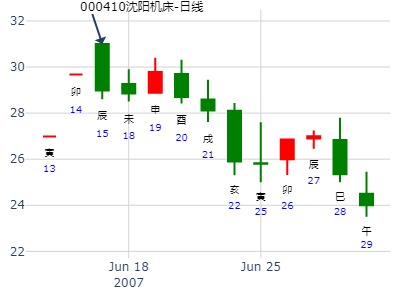 000410沈阳机床-日线
32
30
28
26
24
22
寅
13
卯
14
辰
15
未
18
申
19
酉
20
戌
21
亥
22
寅
25
卯
26
辰
27
巳
28
午
29
Jun 18
2007
Jun 25